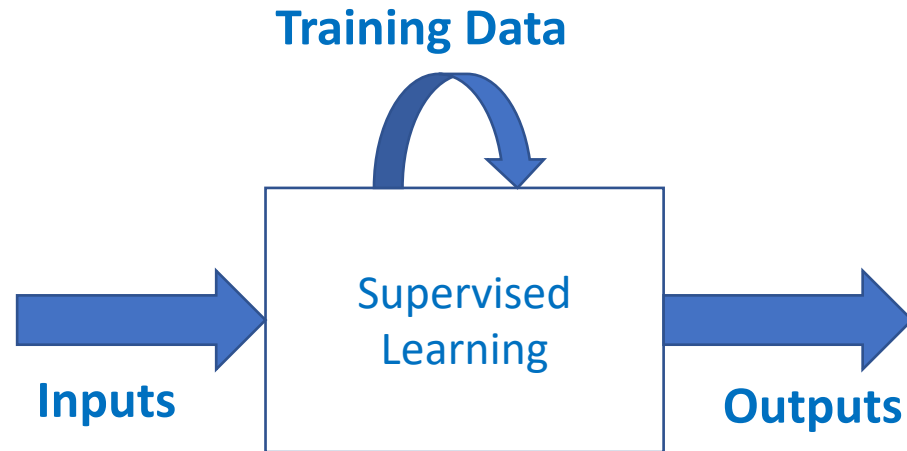 Training Data
Supervised
Learning
Inputs
Outputs